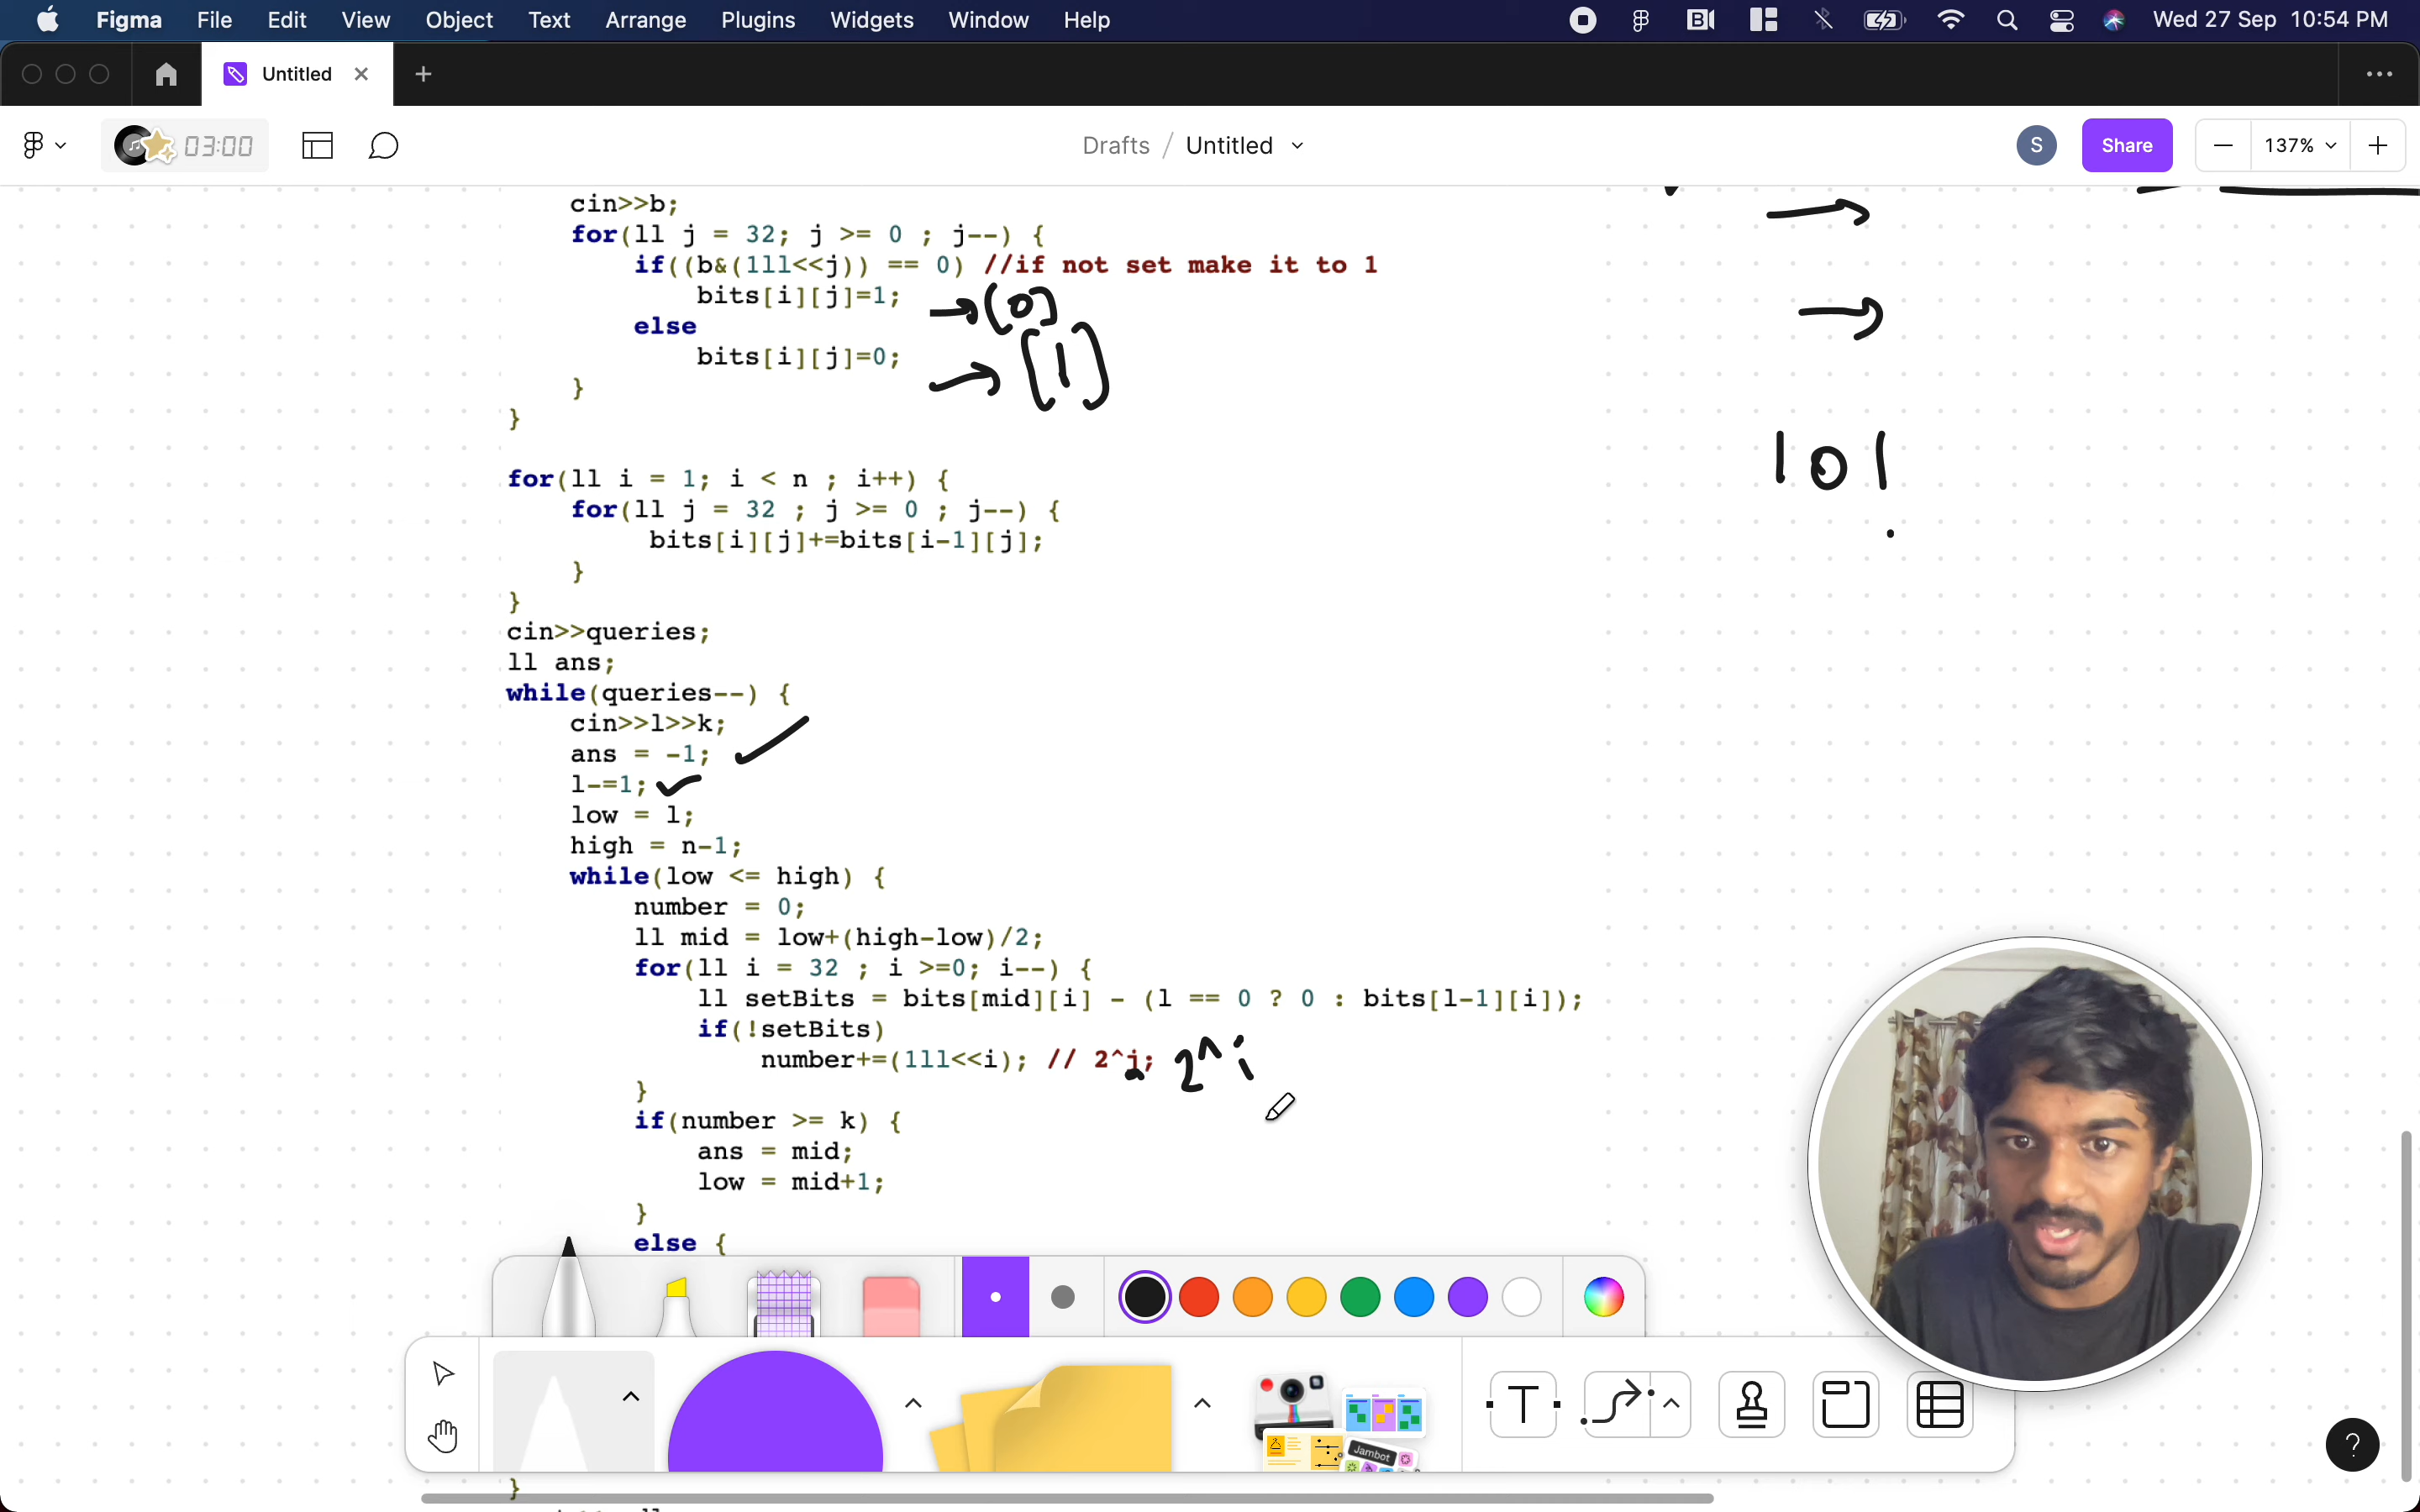 Figma File Edit View Object Text Arrange Plugins Widgets Window Help Wed 27 Sep 10:54 PM
Untitled
03:00 Drafts / Untitled S Share 137%
cin>>b;
for(ll j = 32; j >= 0 ; j--) {
if((b&(1ll<<j)) == 0) //if not set make it to 1
bits[i][j]=1; → [0]
else
bits[i][j]=0; → [1]
}
}
101
for(ll i = 1; i < n ; i++) {
for(ll j = 32 ; j >= 0 ; j--) {
bits[i][j]+=bits[i-1][j];
}
}
cin>>queries;
ll ans;
while(queries--) {
cin>>l>>k;
ans = -1;
l-=1;
low = l;
high = n-1;
while(low <= high) {
number = 0;
ll mid = low+(high-low)/2;
for(ll i = 32 ; i >=0; i--) {
ll setBits = bits[mid][i] - (l == 0 ? 0 : bits[l-1][i]);
if(!setBits)
number+=(1ll<<i); // 2^j; 2^i
}
if(number >= k) {
ans = mid;
low = mid+1;
}
else {
T
Jambot
?
}